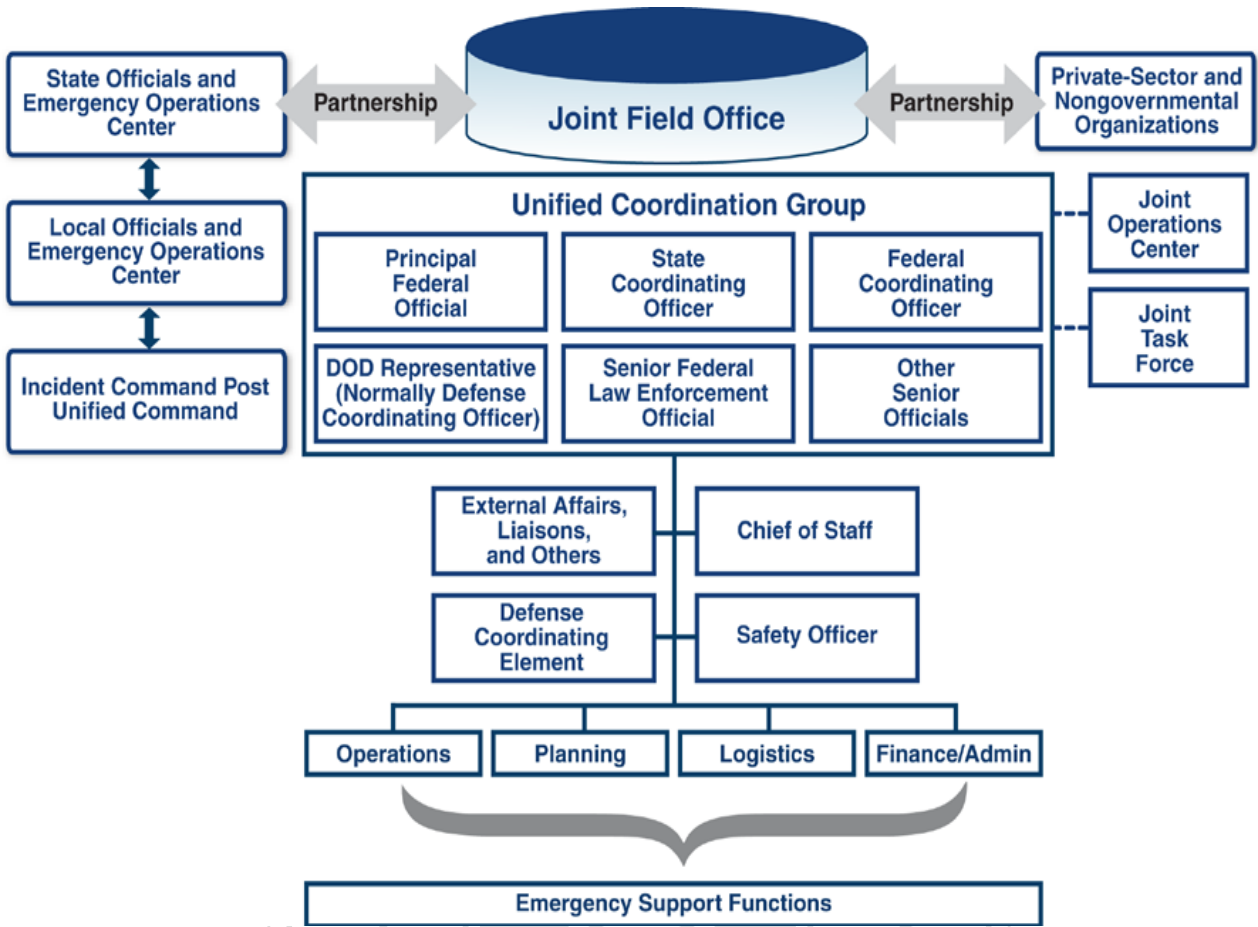 State Officials and
Emergency Operations
Center
Partnership
Joint Field Office
Partnership
Private-Sector and
Nongovernmental
Organizations
Local Officials and
Emergency Operations
Center
Incident Command Post
Unified Command
Unified Coordination Group
Principal
Federal
Official
State
Coordinating
Officer
Federal
Coordinating
Officer
DOD Representative
(Normally Defense
Coordinating Officer)
Senior Federal
Law Enforcement
Official
Other
Senior
Officials
Joint
Operations
Center
Joint
Task
Force
External Affairs,
Liaisons,
and Others
Chief of Staff
Defense
Coordinating
Element
Safety Officer
Operations
Planning
Logistics
Finance/Admin
Emergency Support Functions